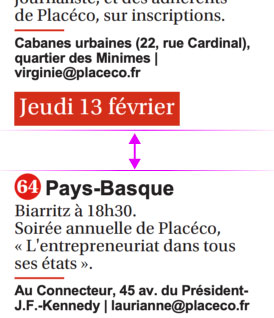 journaliste, et des adhérents
de Placéco, sur inscriptions.
Cabanes urbaines (22, rue Cardinal),
quartier des Minimes |
virginie@placeco.fr
Jeudi 13 février
64 Pays-Basque
Biarritz à 18h30.
Soirée annuelle de Placéco,
« L'entrepreneuriat dans tous
ses états ».
Au Connecteur, 45 av. du Président-
J.F.-Kennedy | laurianne@placeco.fr